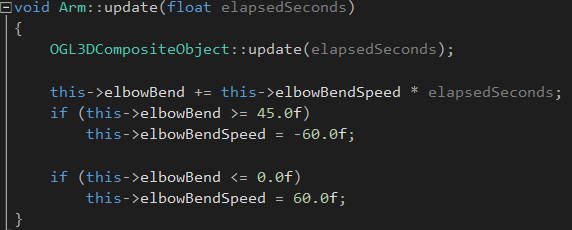 void Arm::update(float elapsedSeconds)
{
    OGL3DCompositeObject::update(elapsedSeconds);
    this->elbowBend += this->elbowBendSpeed * elapsedSeconds;
    if (this->elbowBend >= 45.0f)
        this->elbowBendSpeed = -60.0f;
    if (this->elbowBend <= 0.0f)
        this->elbowBendSpeed = 60.0f;
}